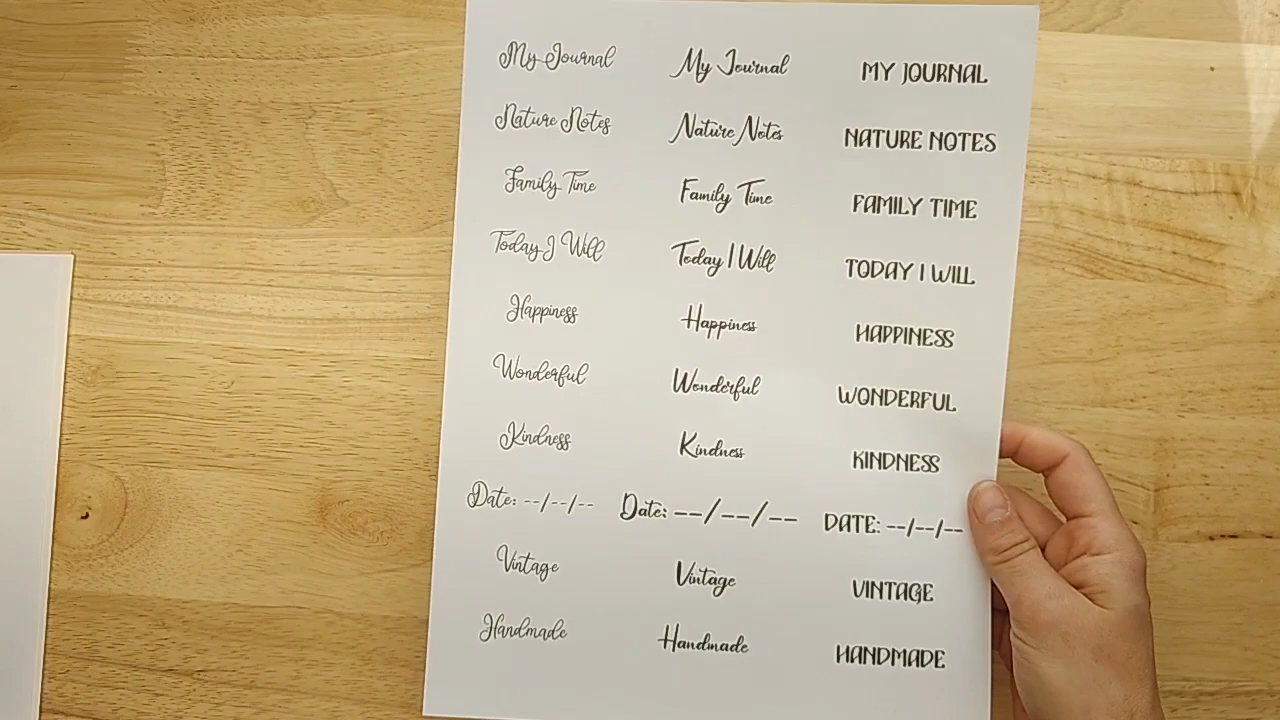 My Journal My Journal MY JOURNAL
Nature Notes Nature Notes NATURE NOTES
Family Time Family Time FAMILY TIME
Today I Will Today I Will TODAY I WILL
Happiness Happiness HAPPINESS
Wonderful Wonderful WONDERFUL
Kindness Kindness KINDNESS
Date: --/--/-- Date: --/--/-- DATE: --/--/--
Vintage Vintage VINTAGE
Handmade Handmade HANDMADE